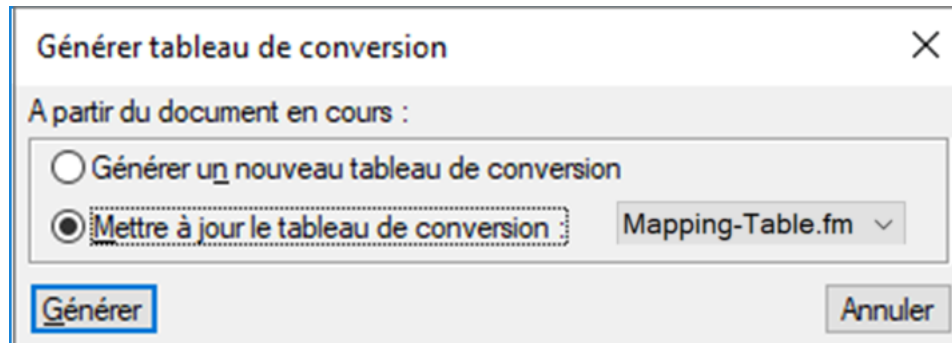 Générer tableau de conversion
A partir du document en cours :
Générer un nouveau tableau de conversion
Mettre à jour le tableau de conversion : Mapping-Table.fm
Générer Annuler